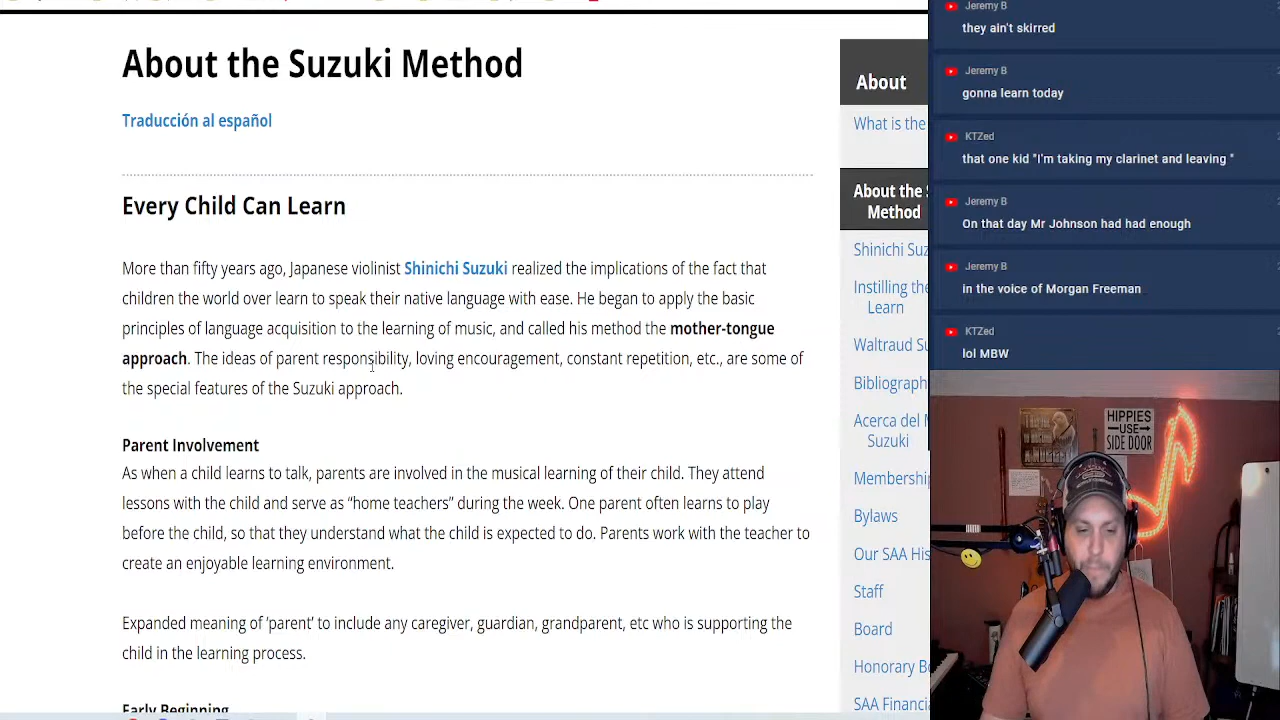 About the Suzuki Method
Traducción al español
Every Child Can Learn
More than fifty years ago, Japanese violinist Shinichi Suzuki realized the implications of the fact that
children the world over learn to speak their native language with ease. He began to apply the basic
principles of language acquisition to the learning of music, and called his method the mother-tongue
approach. The ideas of parent responsibility, loving encouragement, constant repetition, etc., are some of
the special features of the Suzuki approach.
Parent Involvement
As when a child learns to talk, parents are involved in the musical learning of their child. They attend
lessons with the child and serve as “home teachers” during the week. One parent often learns to play
before the child, so that they understand what the child is expected to do. Parents work with the teacher to
create an enjoyable learning environment.
Expanded meaning of ‘parent’ to include any caregiver, guardian, grandparent, etc who is supporting the
child in the learning process.
Early Beginning
About
What is the
About the S
Method
Shinichi Suz
Instilling the
Learn
Waltraud Su
Bibliograph
Acerca del M
Suzuki
Membershi
Bylaws
Our SAA His
Staff
Board
Honorary Bo
SAA Financi
Jeremy B
they ain't skirred
Jeremy B
gonna learn today
KTZed
that one kid "I'm taking my clarinet and leaving "
Jeremy B
On that day Mr Johnson had had enough
Jeremy B
in the voice of Morgan Freeman
KTZed
lol MBW
HIPPIES
USE
SIDE DOOR